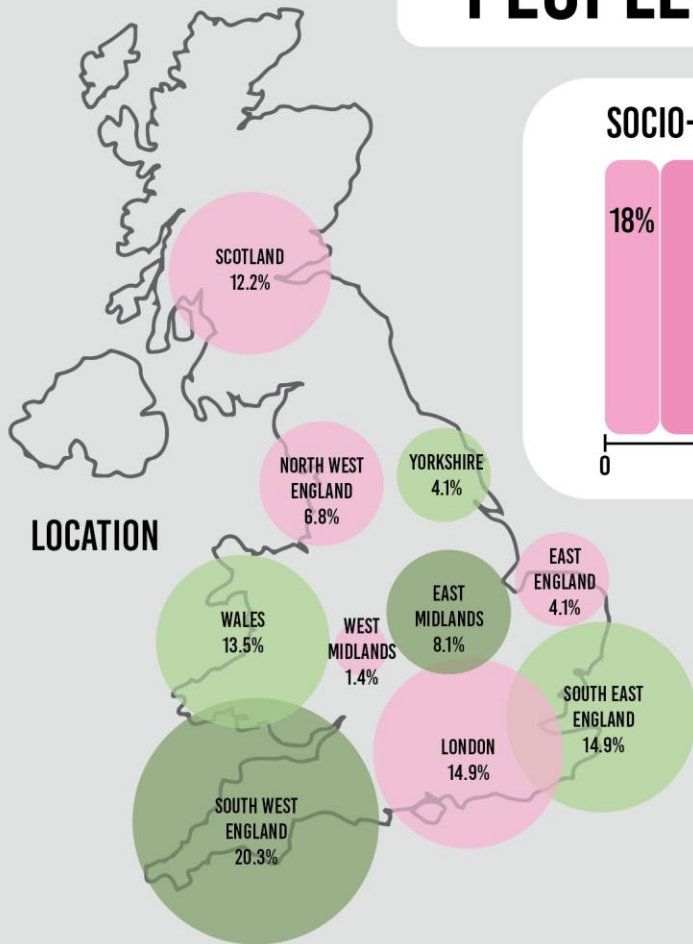 PEOPLE
SOCIO-
18%
0
SCOTLAND
12.2%
NORTH WEST
ENGLAND
6.8%
YORKSHIRE
4.1%
LOCATION
EAST
ENGLAND
4.1%
WALES
13.5%
WEST
MIDLANDS
1.4%
EAST
MIDLANDS
8.1%
SOUTH EAST
ENGLAND
14.9%
LONDON
14.9%
SOUTH WEST
ENGLAND
20.3%